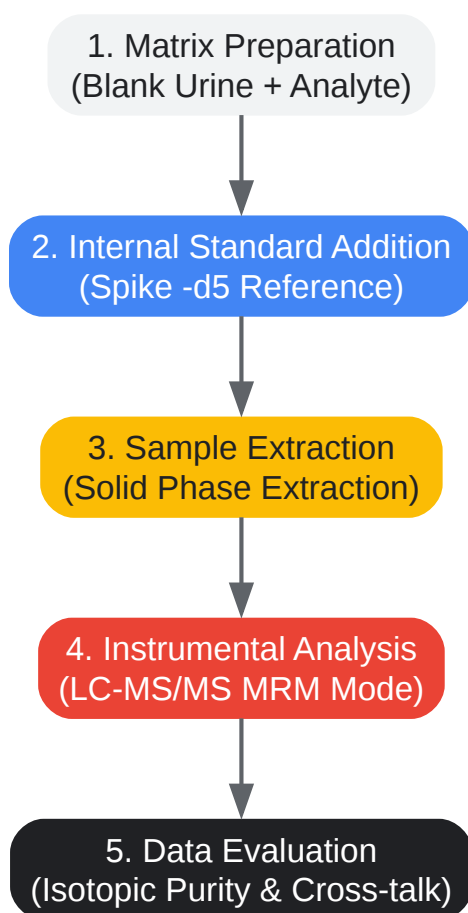 1. Matrix Preparation
(Blank Urine + Analyte)
2. Internal Standard Addition
(Spike -d5 Reference)
3. Sample Extraction
(Solid Phase Extraction)
4. Instrumental Analysis
(LC-MS/MS MRM Mode)
5. Data Evaluation
(Isotopic Purity & Cross-talk)